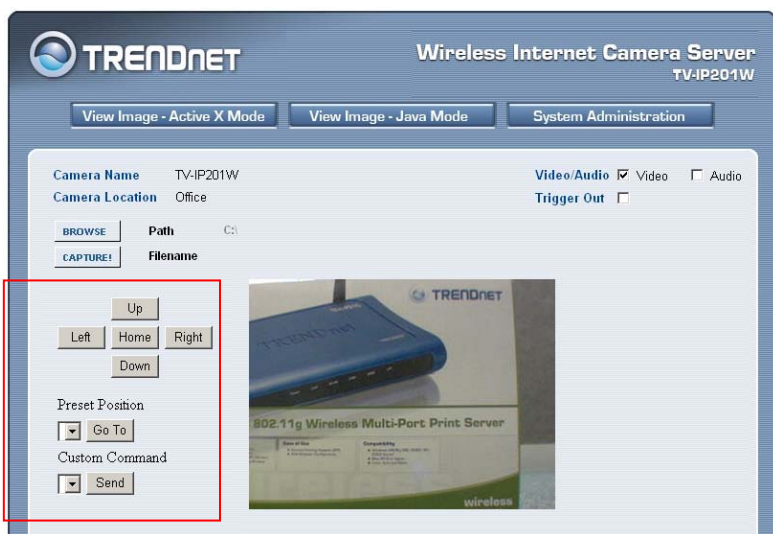 TRENDnet
Wireless Internet Camera Server
TV-IP201W
View Image - Active X Mode
View Image - Java Mode
System Administration
Camera Name TV-IP201W
Video/Audio Video Audio
Camera Location Office
Trigger Out
BROWSE Path C:\
CAPTURE! Filename
Up
Left Home Right
Down
Preset Position
Go To
Custom Command
Send
TRENDnet
TRENDnet
802.11g Wireless Multi-Port Print Server
Ease of Use
Compatibility
wireless